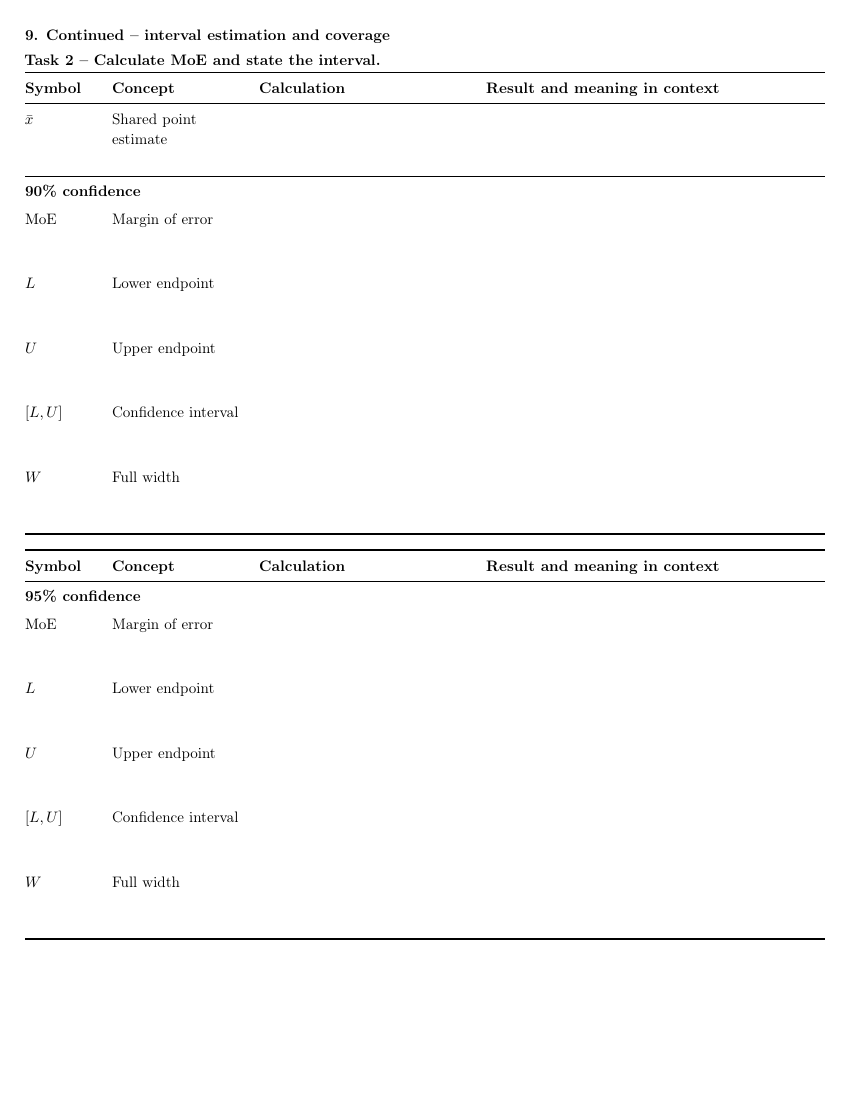 9. Continued – interval estimation and coverage
Task 2 – Calculate MoE and state the interval.
Symbol Concept Calculation Result and meaning in context
x̄ Shared point
estimate
90% confidence
MoE Margin of error
L Lower endpoint
U Upper endpoint
[L, U] Confidence interval
W Full width
Symbol Concept Calculation Result and meaning in context
95% confidence
MoE Margin of error
L Lower endpoint
U Upper endpoint
[L, U] Confidence interval
W Full width